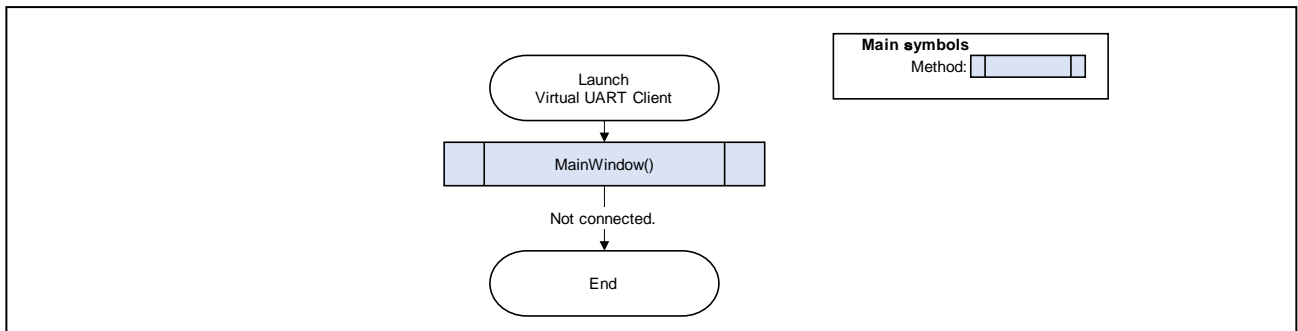 Main symbols
Method:
Launch
Virtual UART Client
MainWindow()
Not connected.
End